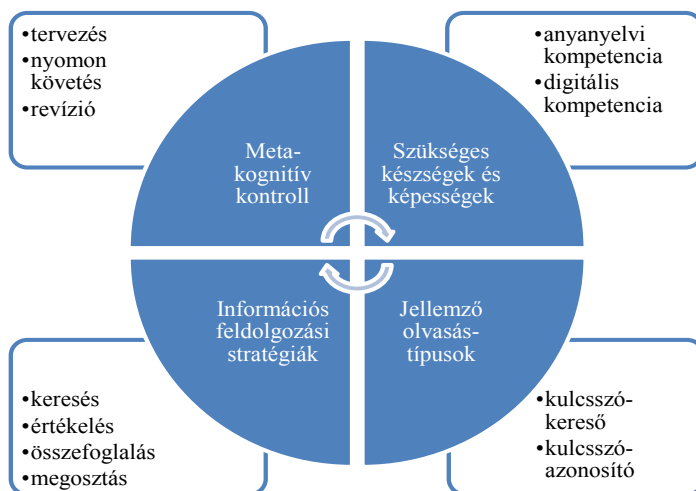 •tervezés
•nyomon
követés
•revízió
•anyanyelvi
kompetencia
•digitális
kompetencia
Meta-
kognitív
kontroll
Szükséges
készségek és
képességek
Információs
feldolgozási
stratégiák
Jellemző
olvasás-
típusok
•keresés
•értékelés
•összefoglalás
•megosztás
•kulcsszó-
kereső
•kulcsszó-
azonosító